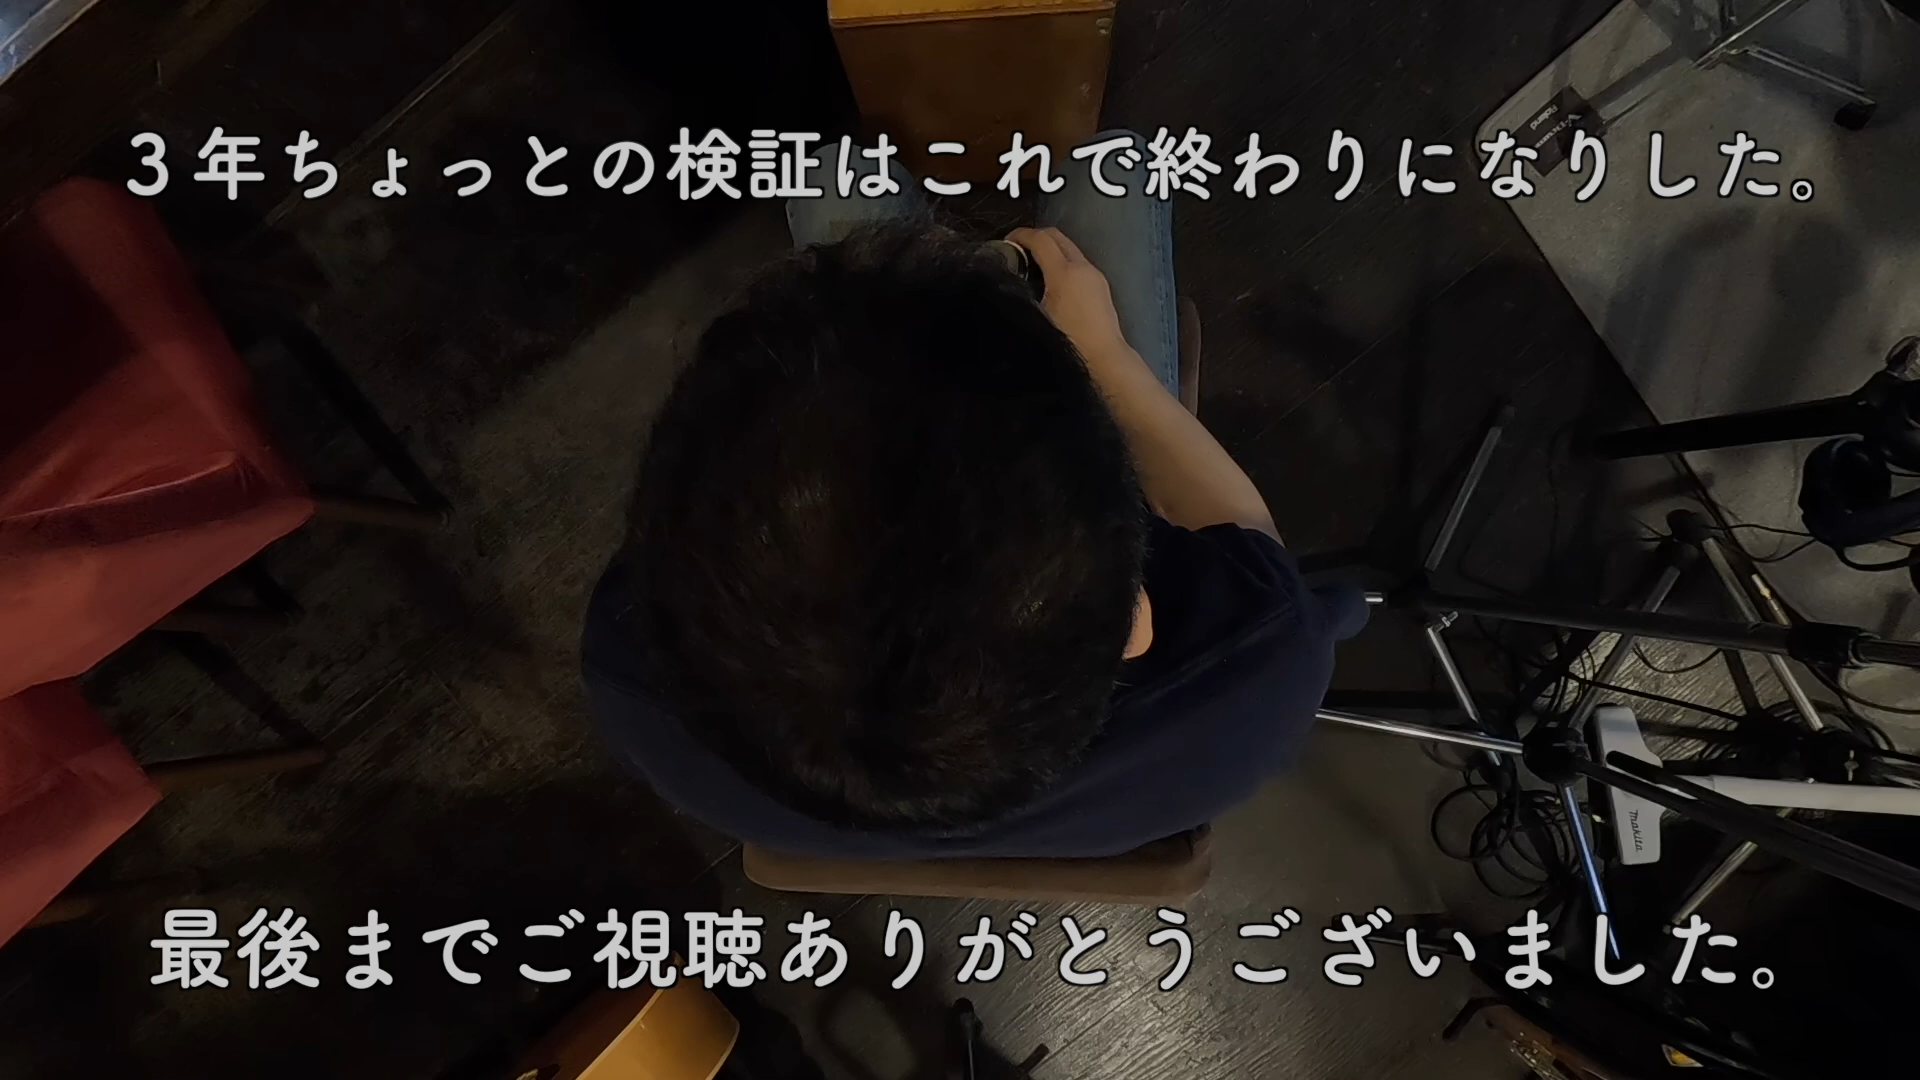 ３年ちょっとの検証はこれで終わりになりした。
Roland
makita
最後までご視聴ありがとうございました。